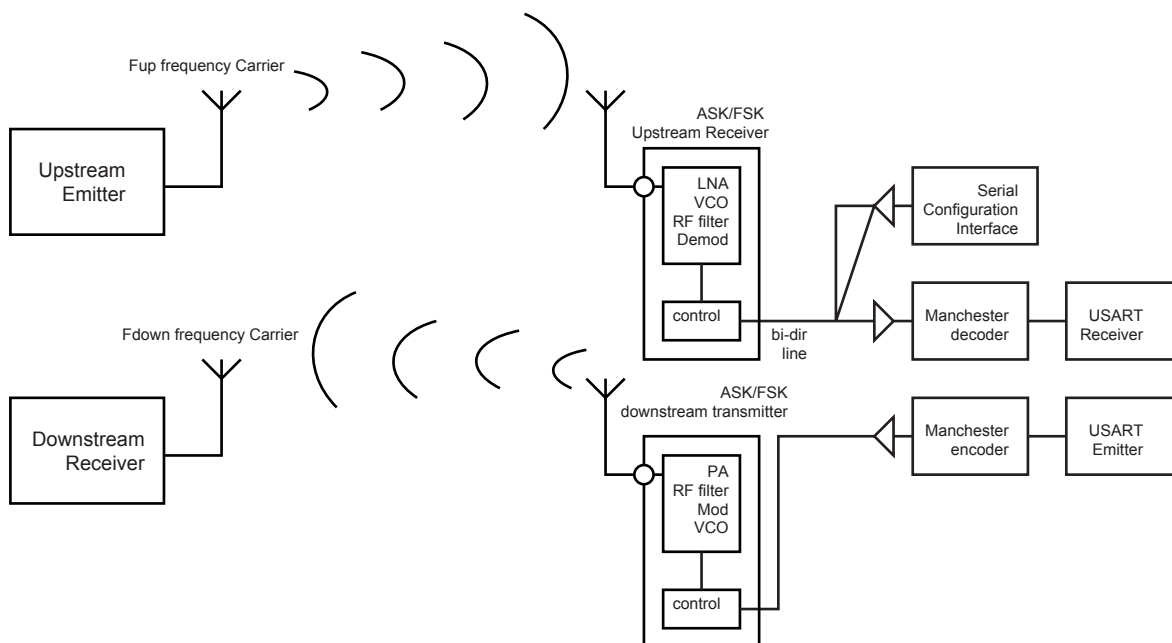 Fup frequency Carrier
Upstream
Emitter
ASK/FSK
Upstream Receiver
LNA
VCO
RF filter
Demod
control
bi-dir
line
Serial
Configuration
Interface
Manchester
decoder
USART
Receiver
Fdown frequency Carrier
Downstream
Receiver
ASK/FSK
downstream transmitter
PA
RF filter
Mod
VCO
control
Manchester
encoder
USART
Emitter